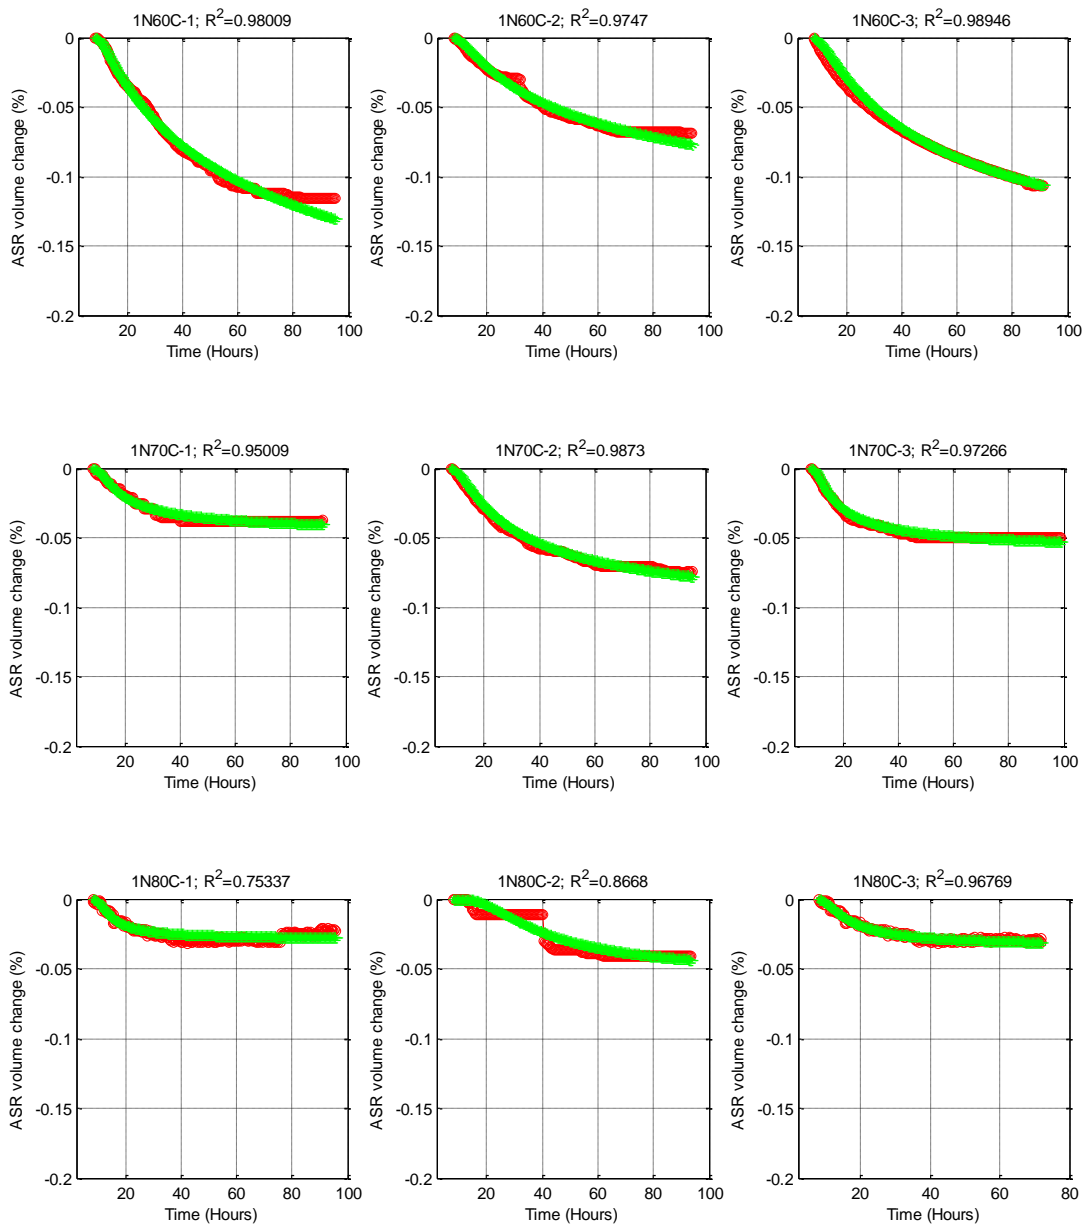 1N60C-1; R²=0.98009
0
-0.05
-0.1
-0.15
-0.2
20 40 60 80 100
Time (Hours)
ASR volume change (%)
1N60C-2; R²=0.9747
0
-0.05
-0.1
-0.15
-0.2
20 40 60 80 100
Time (Hours)
ASR volume change (%)
1N60C-3; R²=0.98946
0
-0.05
-0.1
-0.15
-0.2
20 40 60 80 100
Time (Hours)
ASR volume change (%)
1N70C-1; R²=0.95009
0
-0.05
-0.1
-0.15
-0.2
20 40 60 80 100
Time (Hours)
ASR volume change (%)
1N70C-2; R²=0.9873
0
-0.05
-0.1
-0.15
-0.2
20 40 60 80 100
Time (Hours)
ASR volume change (%)
1N70C-3; R²=0.97266
0
-0.05
-0.1
-0.15
-0.2
20 40 60 80 100
Time (Hours)
ASR volume change (%)
1N80C-1; R²=0.75337
0
-0.05
-0.1
-0.15
-0.2
20 40 60 80 100
Time (Hours)
ASR volume change (%)
1N80C-2; R²=0.8668
0
-0.05
-0.1
-0.15
-0.2
20 40 60 80 100
Time (Hours)
ASR volume change (%)
1N80C-3; R²=0.96769
0
-0.05
-0.1
-0.15
-0.2
20 40 60 80
Time (Hours)
ASR volume change (%)